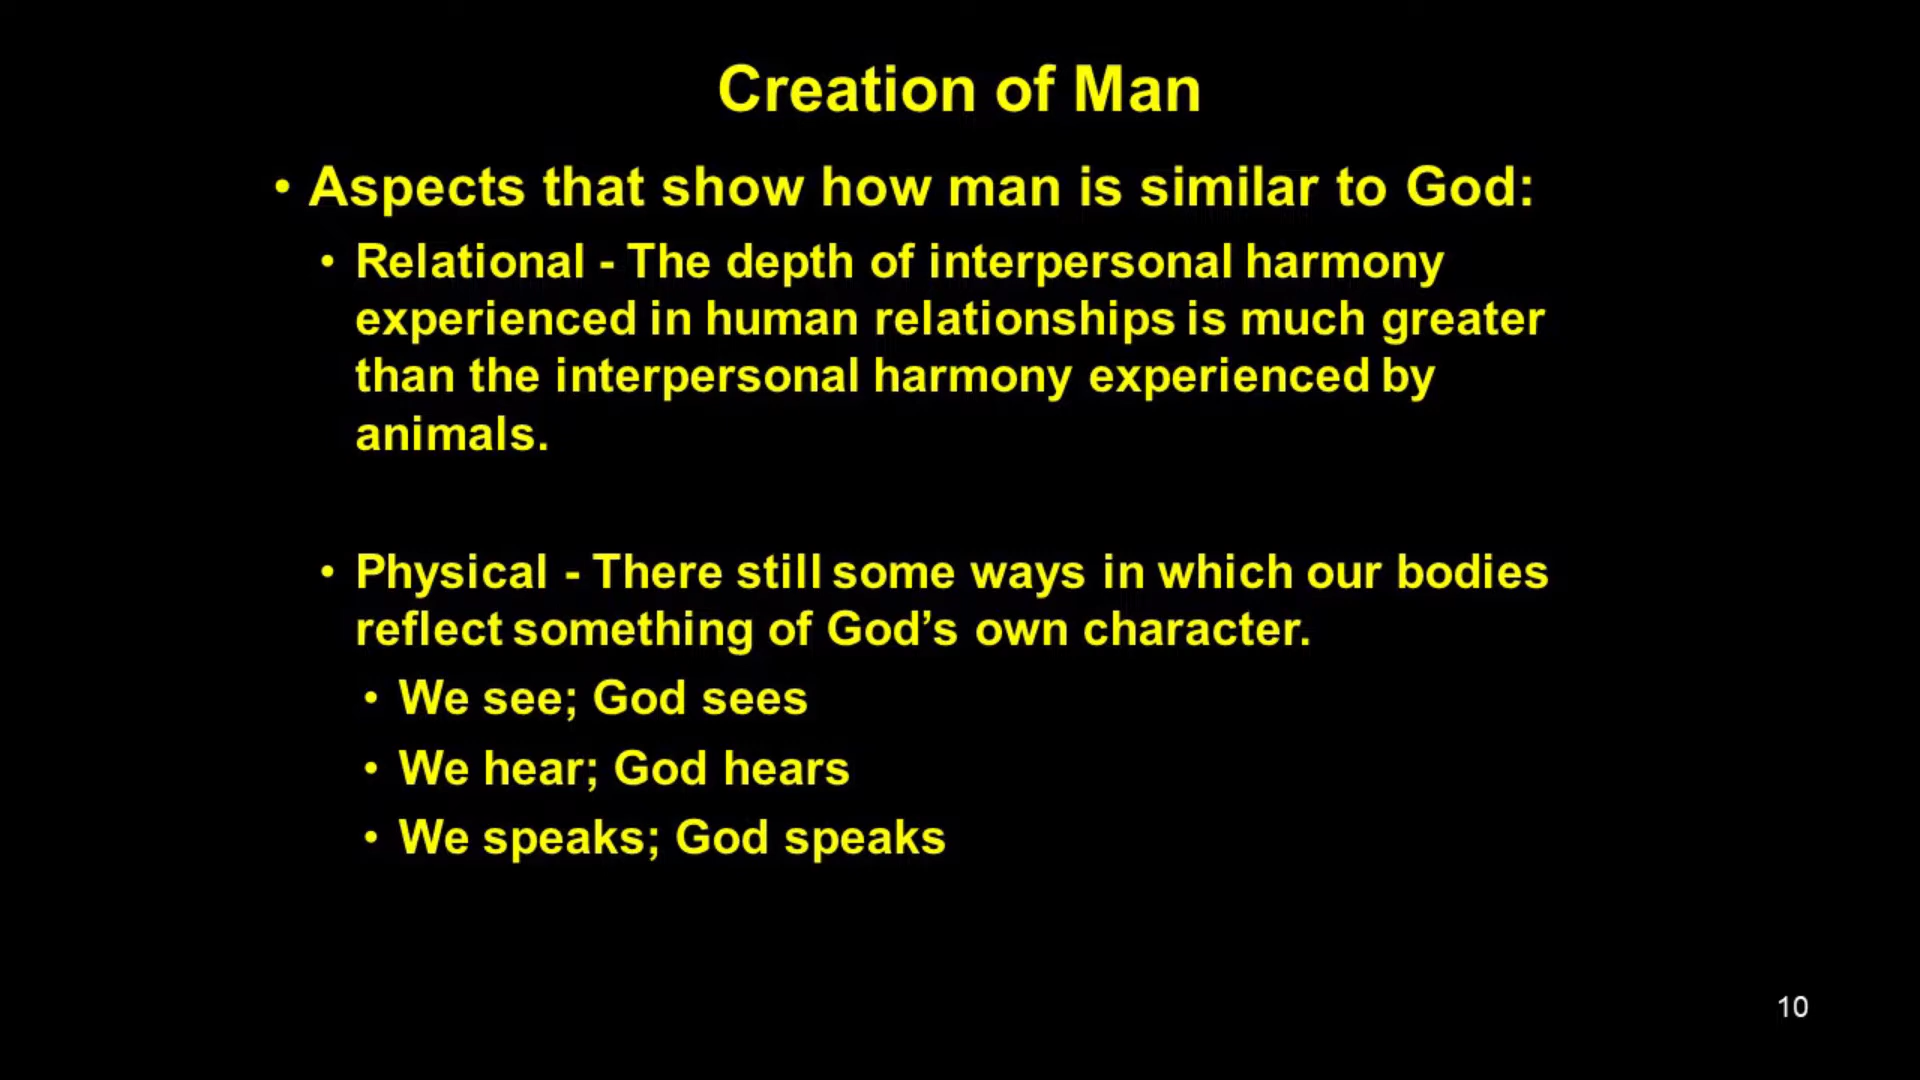 Creation of Man
• Aspects that show how man is similar to God:
• Relational - The depth of interpersonal harmony
experienced in human relationships is much greater
than the interpersonal harmony experienced by
animals.
• Physical - There still some ways in which our bodies
reflect something of God’s own character.
• We see; God sees
• We hear; God hears
• We speaks; God speaks
10